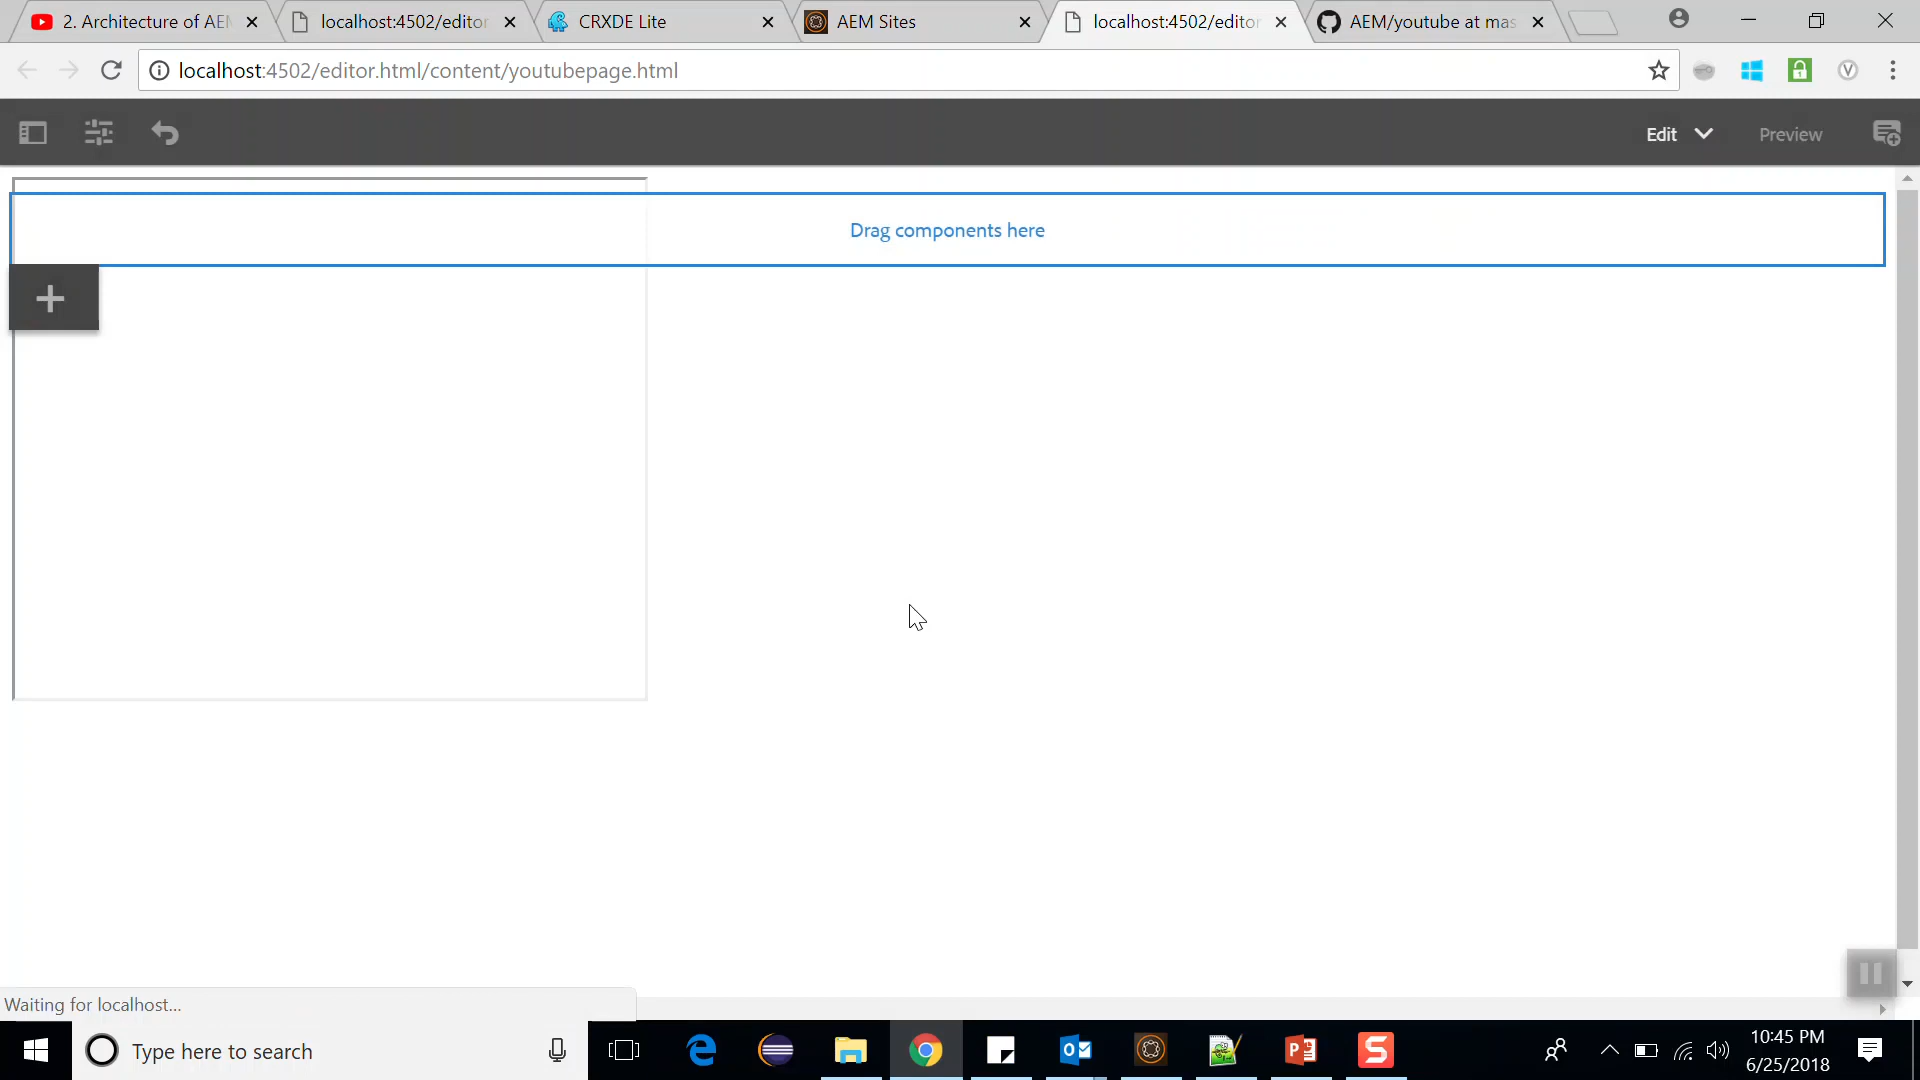 2. Architecture of AEM
localhost:4502/editor
CRXDE Lite
AEM Sites
localhost:4502/editor
AEM/youtube at mas
localhost:4502/editor.html/content/youtubepage.html
Edit
Preview
Drag components here
Waiting for localhost...
Type here to search
10:45 PM
6/25/2018